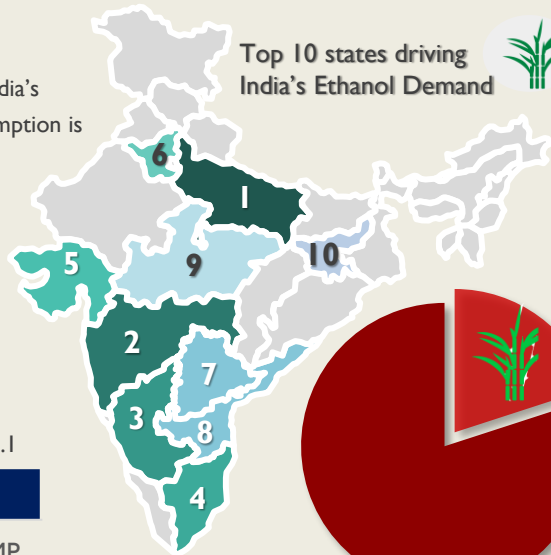 Top 10 states driving
India's Ethanol Demand
dia's
mption is
6
1
5
9
10
2
7
3
8
4
.1
MP